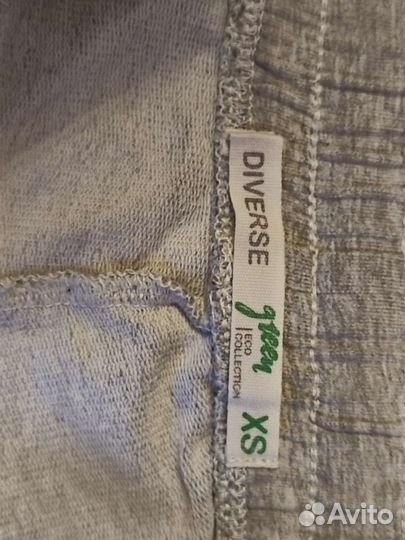 DIVERSE
green
ECO
COLLECTION
XS
Avito